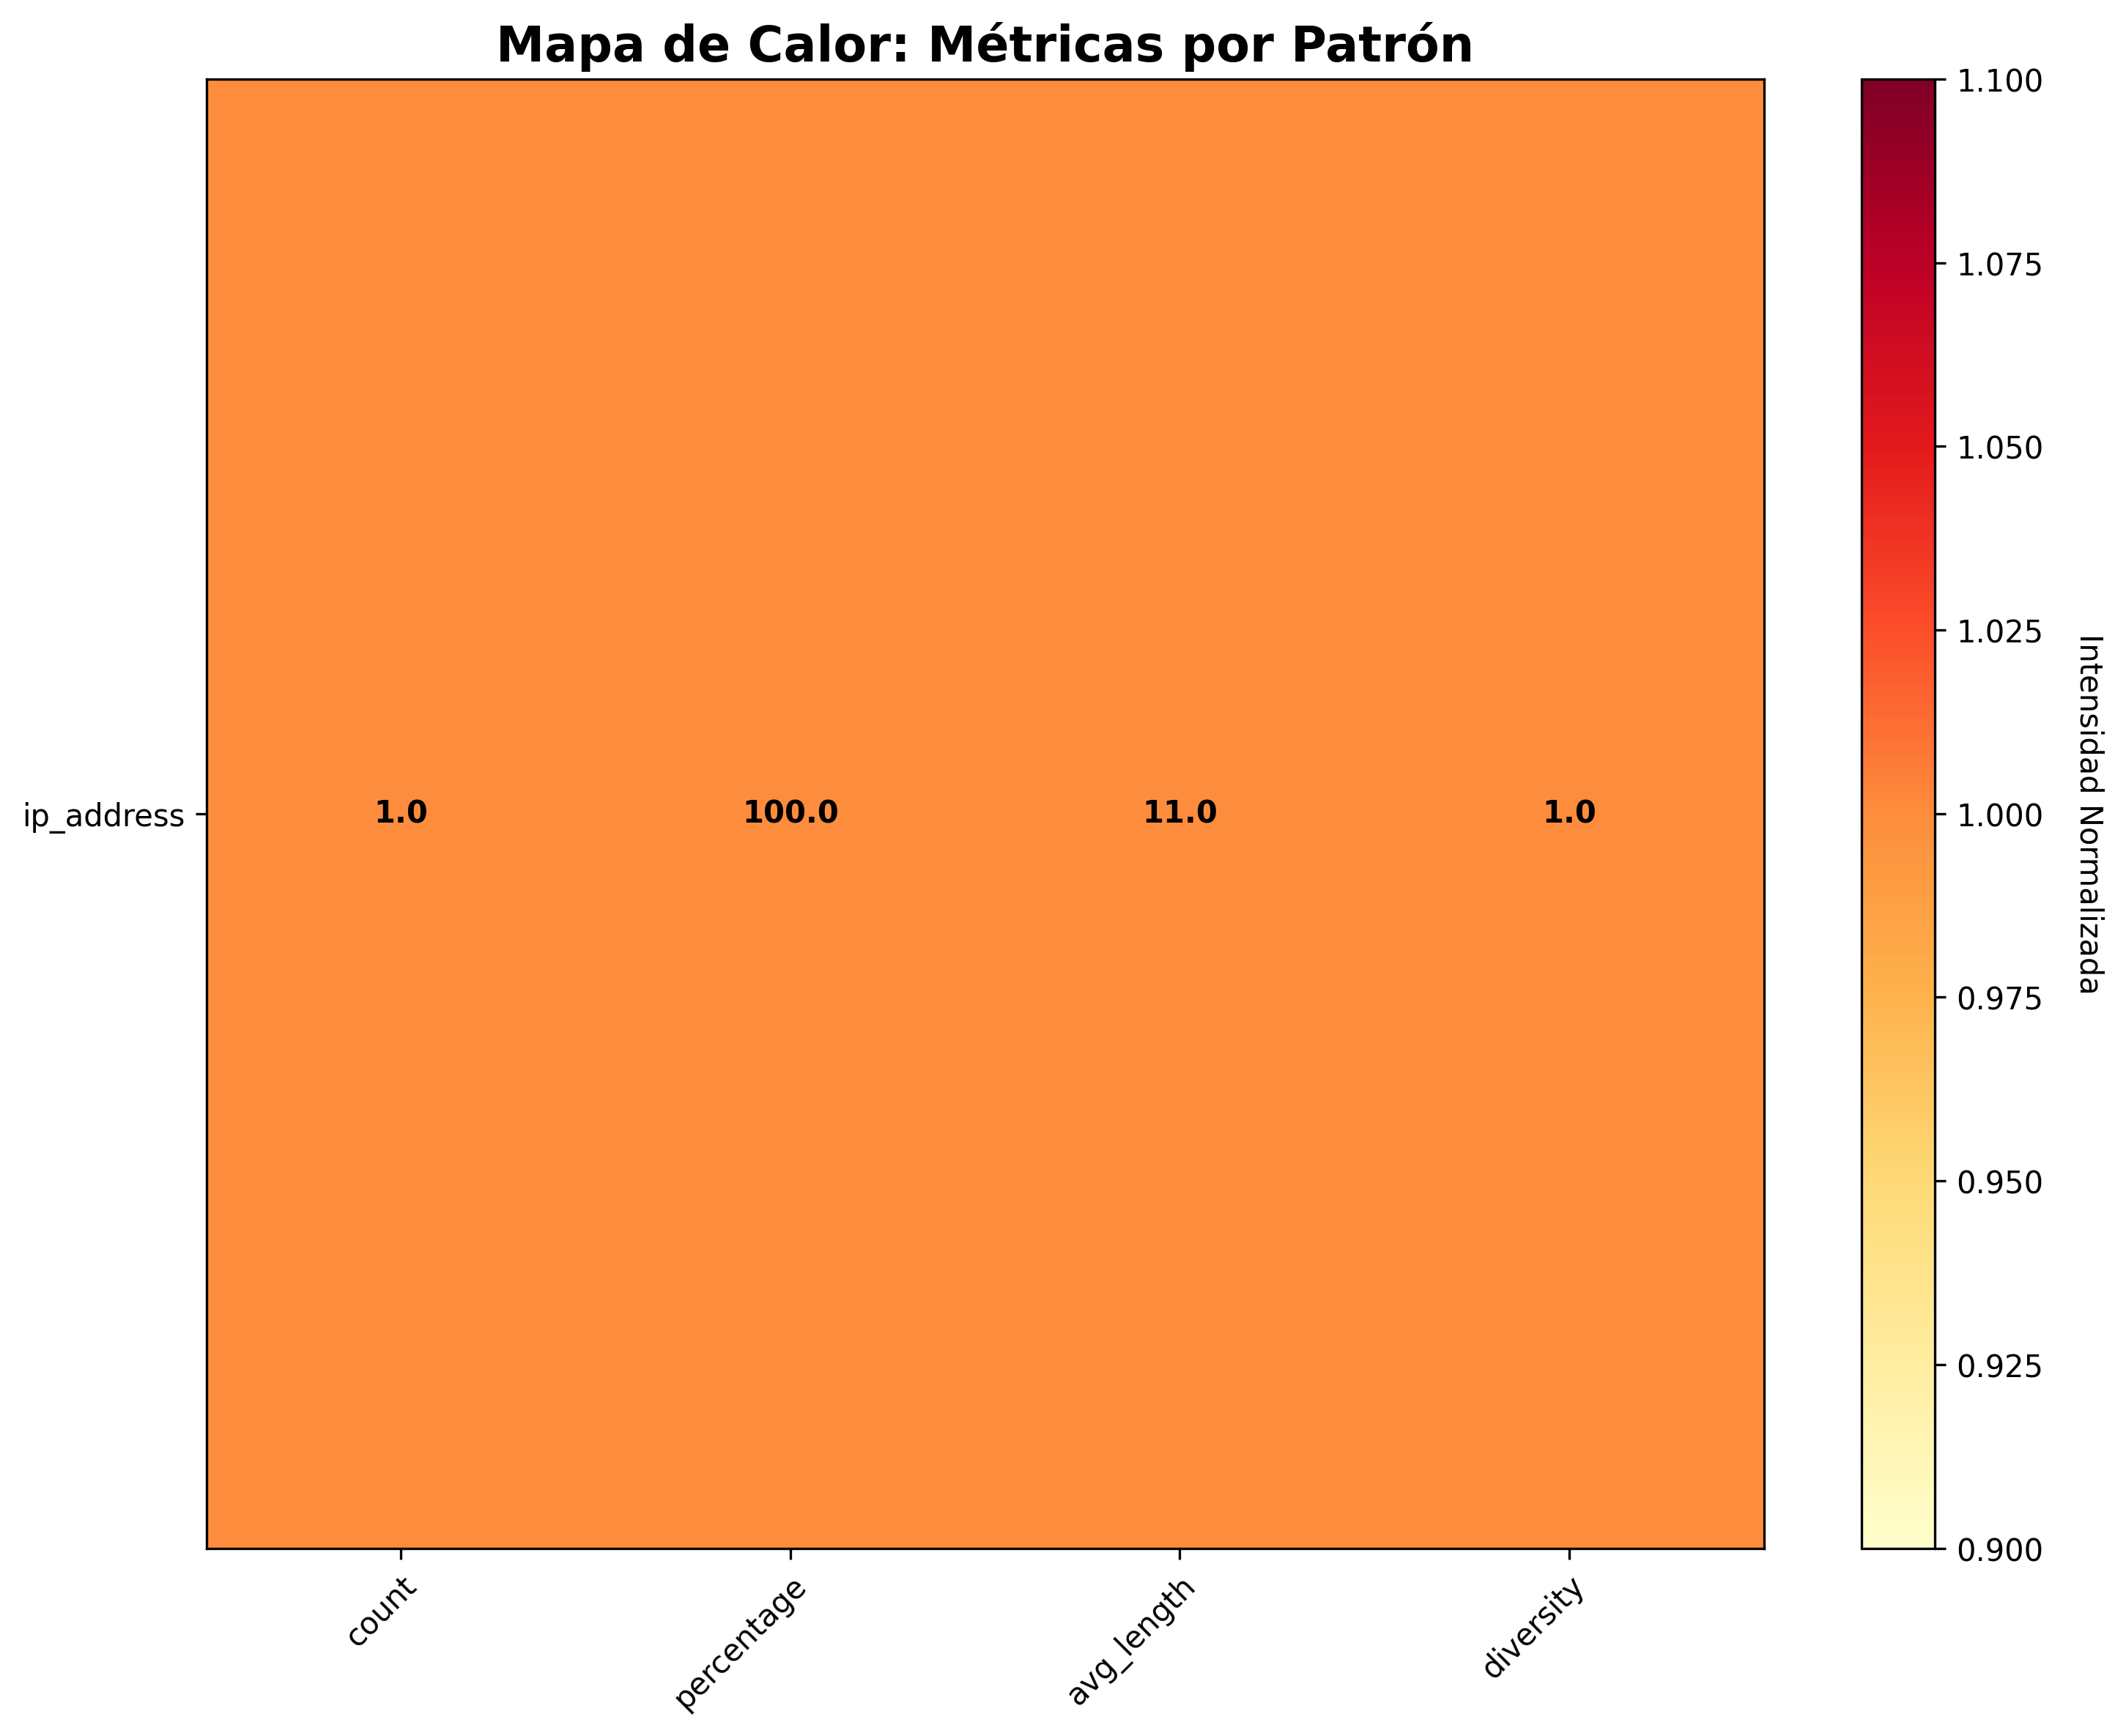 Mapa de Calor: Métricas por Patrón
ip_address
1.0 100.0 11.0 1.0
count percentage avg_length diversity
1.100
1.075
1.050
1.025
1.000
0.975
0.950
0.925
0.900
Intensidad Normalizada